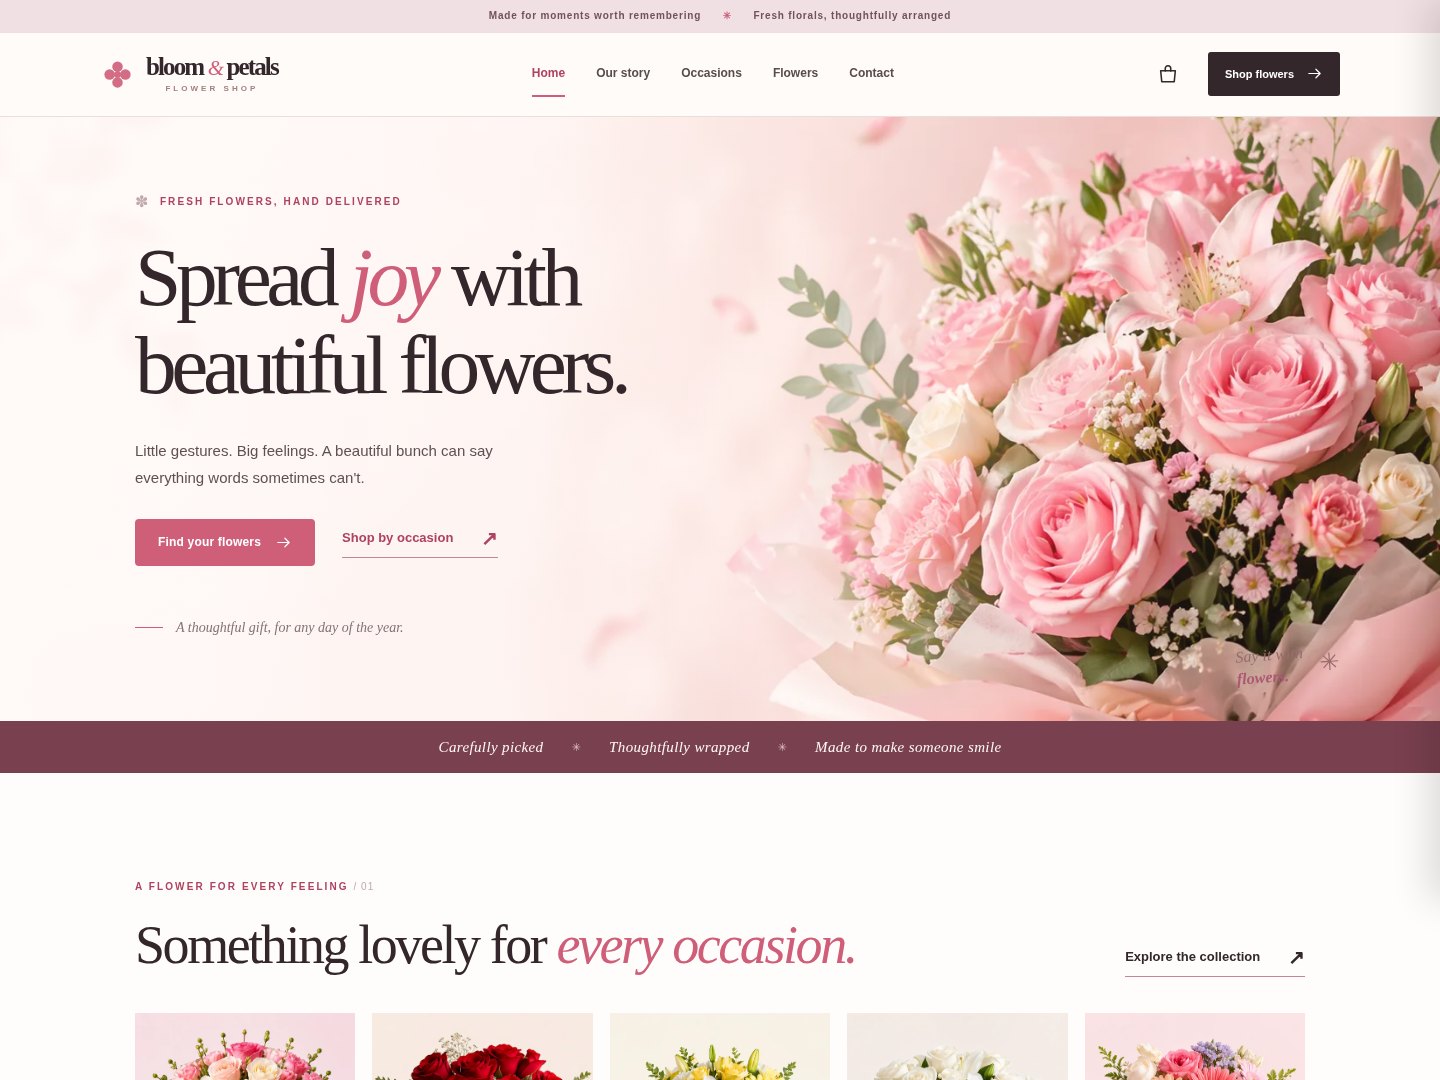 Made for moments worth remembering ✳ Fresh florals, thoughtfully arranged
bloom & petals
FLOWER SHOP
Home Our story Occasions Flowers Contact
Shop flowers →
FRESH FLOWERS, HAND DELIVERED
Spread joy with
beautiful flowers.
Little gestures. Big feelings. A beautiful bunch can say
everything words sometimes can't.
Find your flowers →
Shop by occasion ↗
A thoughtful gift, for any day of the year.
Say it with
flowers.
Carefully picked ✳ Thoughtfully wrapped ✳ Made to make someone smile
A FLOWER FOR EVERY FEELING / 01
Something lovely for every occasion.
Explore the collection ↗